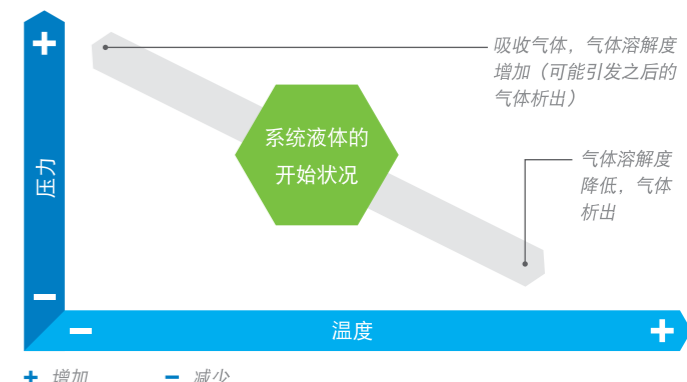 吸收气体，气体溶解度
增加（可能引发之后的
气体析出）
系统液体的
开始状况
气体溶解度
降低，气体
析出
压力
温度
+ 增加
− 减少